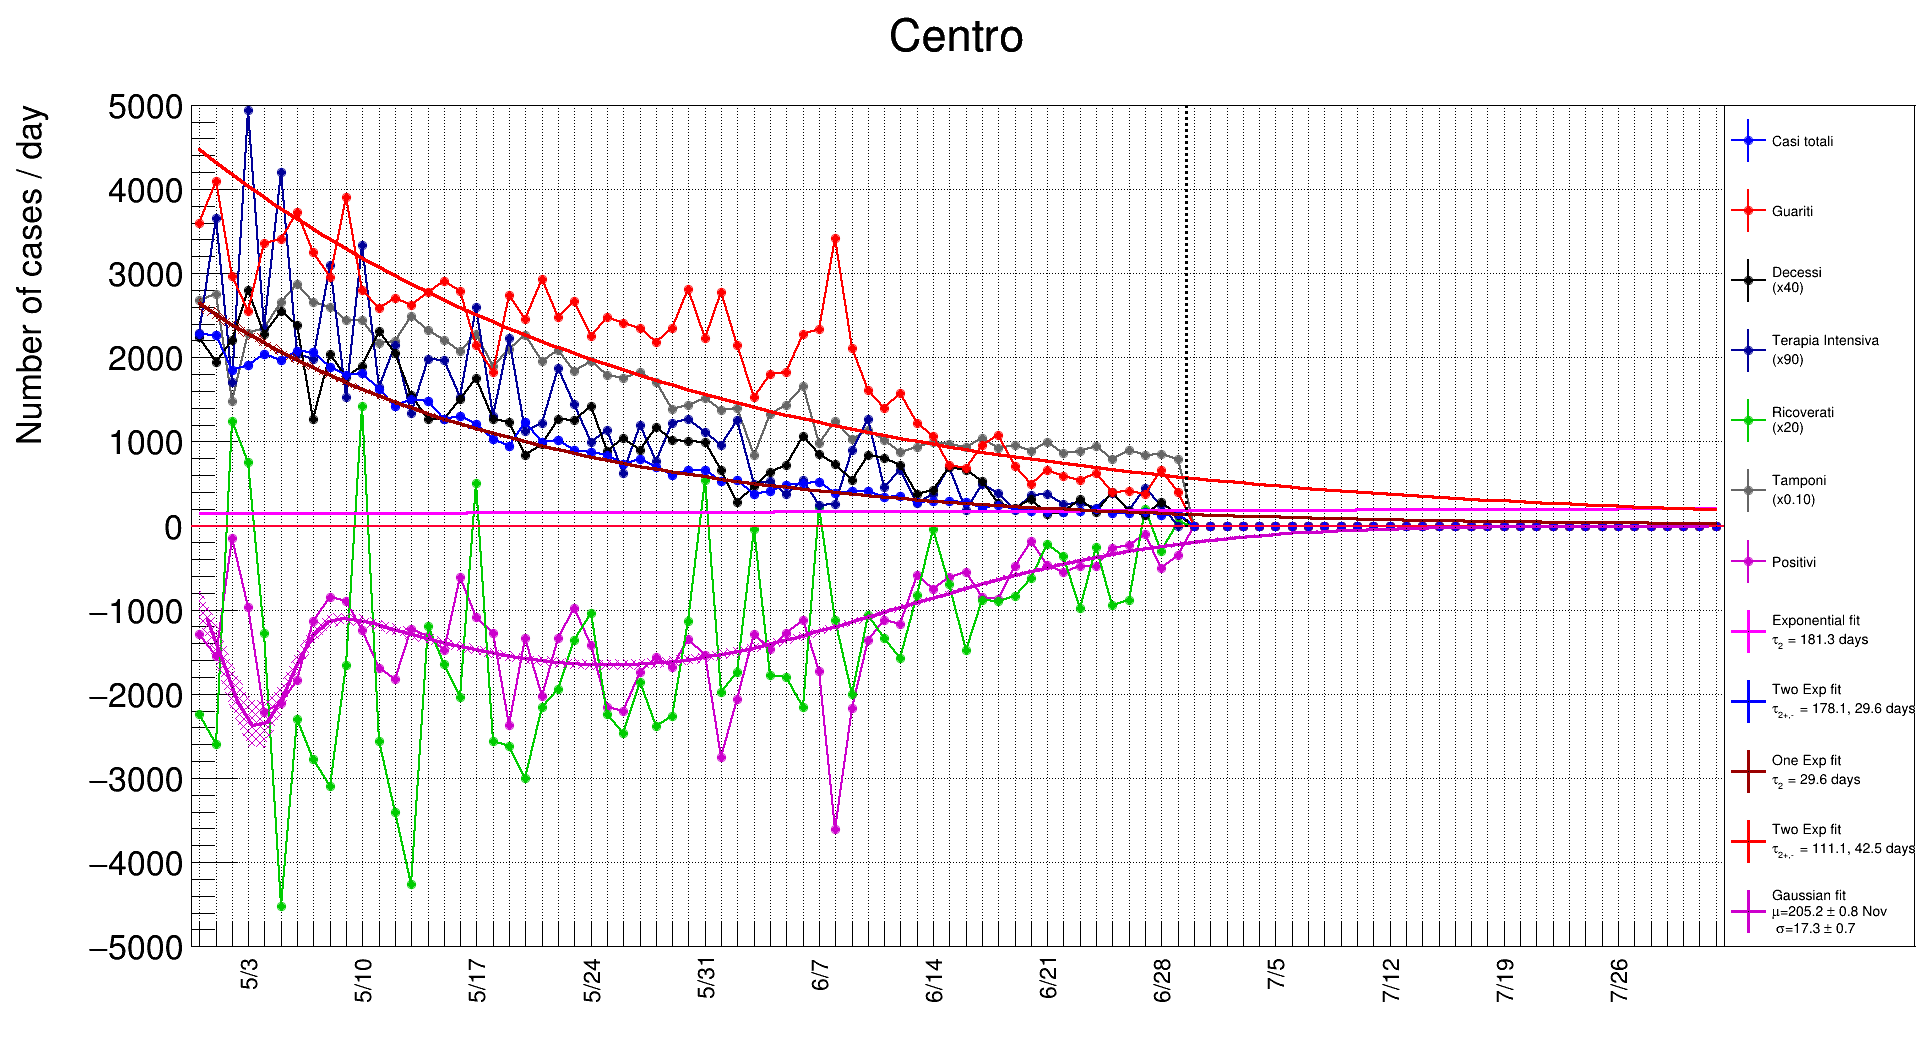 Centro
Number of cases / day
5000
4000
3000
2000
1000
0
−1000
−2000
−3000
−4000
−5000
5/3
5/10
5/17
5/24
5/31
6/7
6/14
6/21
6/28
7/5
7/12
7/19
7/26
Casi totali
Guariti
Decessi
(x40)
Terapia Intensiva
(x90)
Ricoverati
(x20)
Tamponi
(x0.10)
Positivi
Exponential fit
τ2 = 181.3 days
Two Exp fit
τ2+,- = 178.1, 29.6 days
One Exp fit
τ2 = 29.6 days
Two Exp fit
τ2+,- = 111.1, 42.5 days
Gaussian fit
μ=205.2 ± 0.8 Nov
σ=17.3 ± 0.7